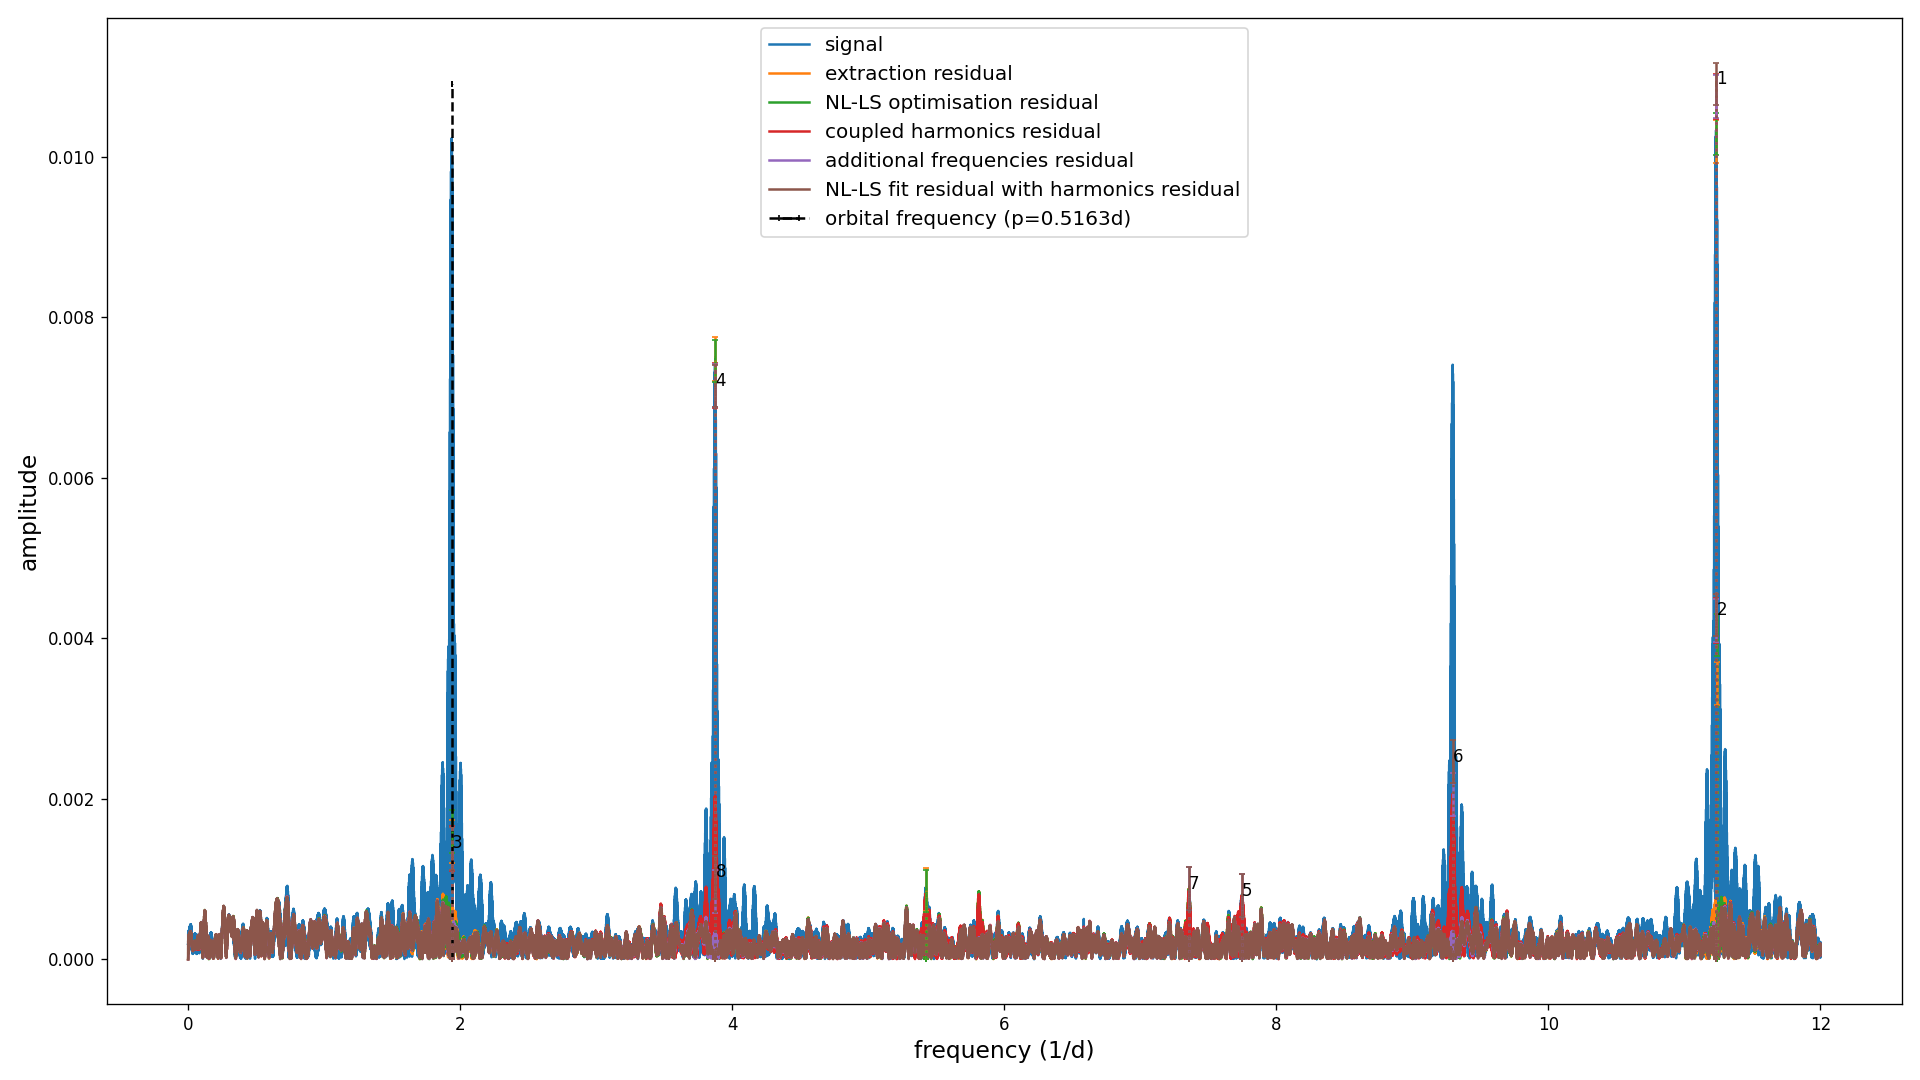 signal
extraction residual
NL-LS optimisation residual
coupled harmonics residual
additional frequencies residual
NL-LS fit residual with harmonics residual
orbital frequency (p=0.5163d)
amplitude
0.010
0.008
0.006
0.004
0.002
0.000
1
2
3
4
5
6
7
8
0
2
4
6
8
10
12
frequency (1/d)